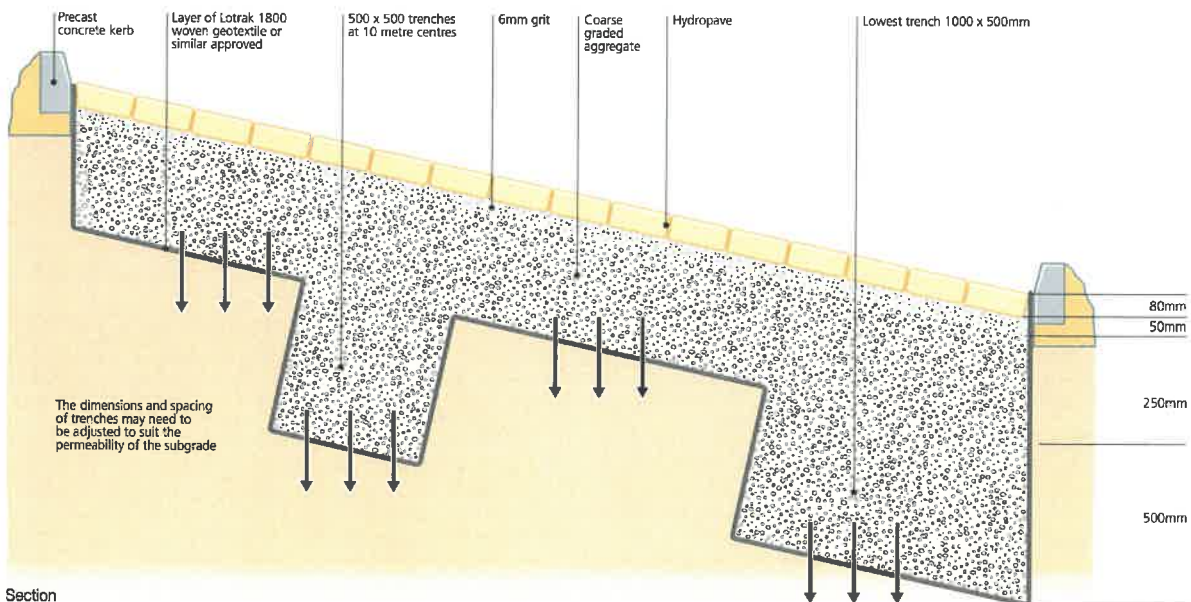 Precast
concrete kerb
Layer of Lotrak 1800
woven geotextile or
similar approved
500 x 500 trenches
at 10 metre centres
6mm grit
Coarse
graded
aggregate
Hydropave
Lowest trench 1000 x 500mm
80mm
50mm
250mm
500mm
The dimensions and spacing
of trenches may need to
be adjusted to suit the
permeability of the subgrade
Section